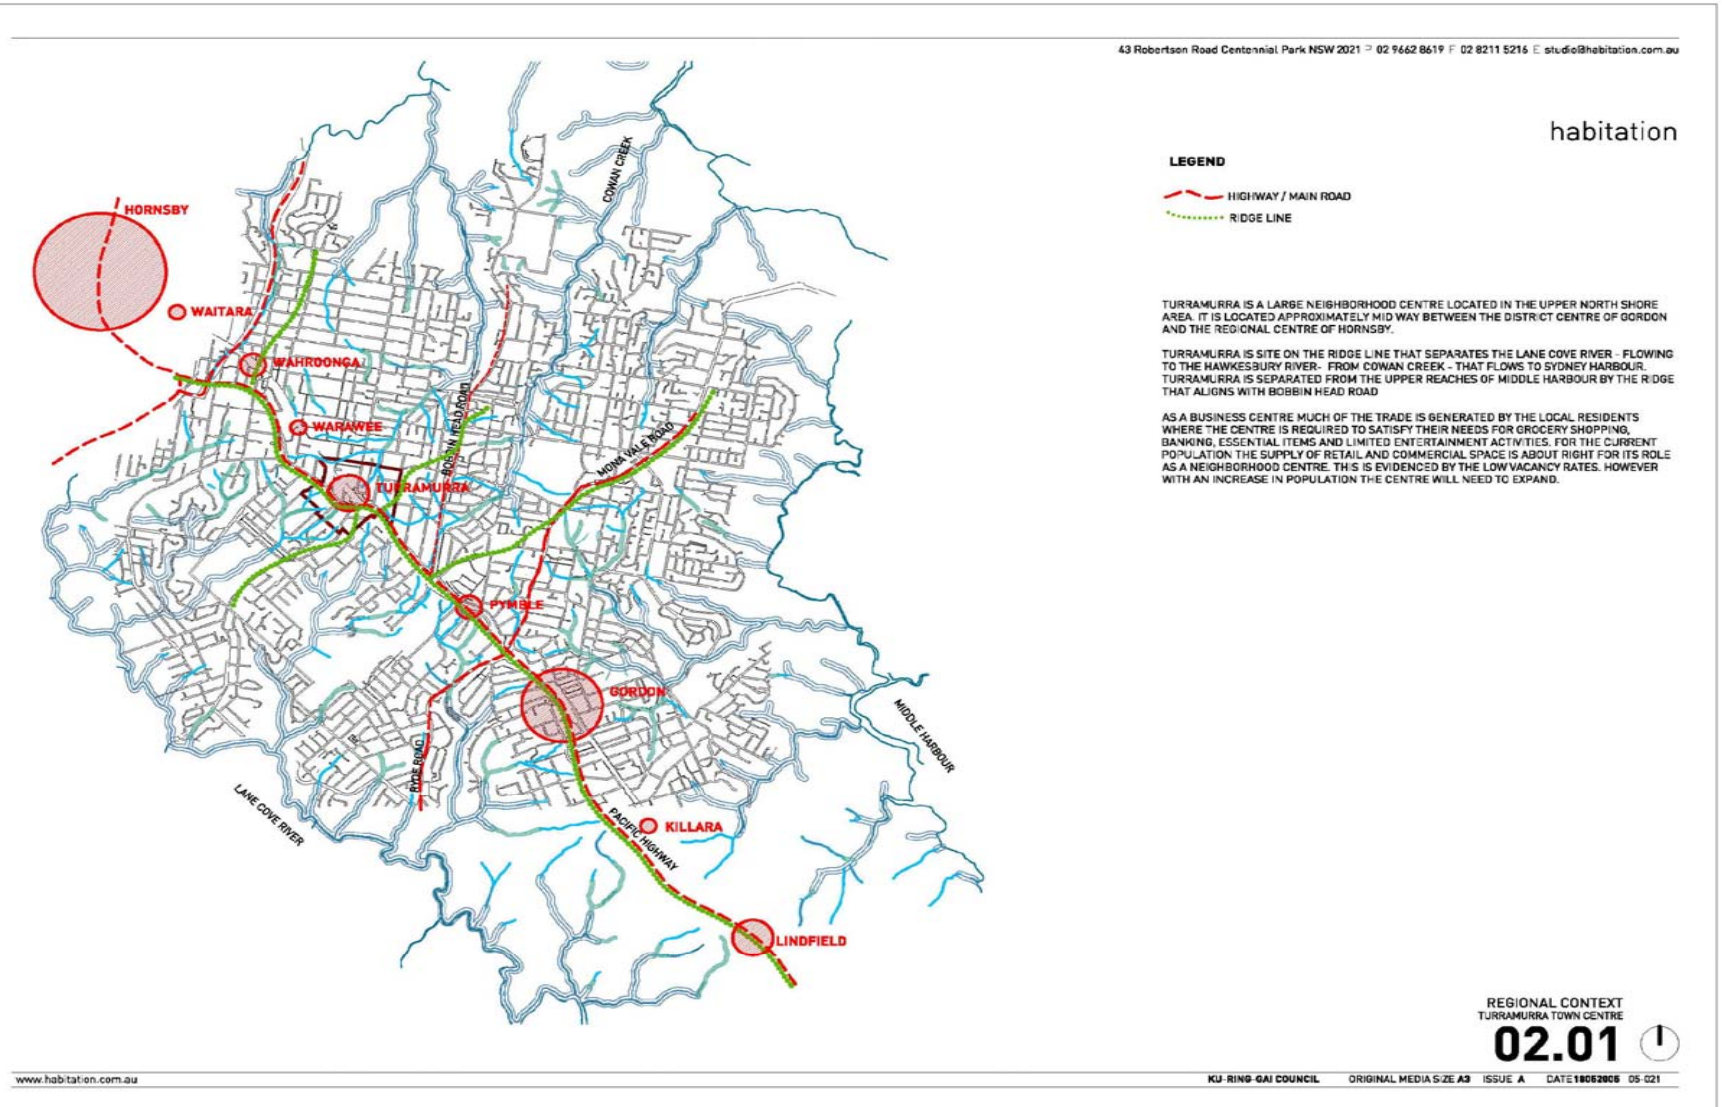 43 Robertson Road Centennial Park NSW 2021 P 02 9662 8619 F 02 8211 5216 E studio@habitation.com.au
habitation
LEGEND
HIGHWAY / MAIN ROAD
RIDGE LINE
TURRAMURRA IS A LARGE NEIGHBORHOOD CENTRE LOCATED IN THE UPPER NORTH SHORE
AREA. IT IS LOCATED APPROXIMATELY MID WAY BETWEEN THE DISTRICT CENTRE OF GORDON
AND THE REGIONAL CENTRE OF HORNSBY.
TURRAMURRA IS SITE ON THE RIDGE LINE THAT SEPARATES THE LANE COVE RIVER - FLOWING
TO THE HAWKESBURY RIVER- FROM COWAN CREEK - THAT FLOWS TO SYDNEY HARBOUR.
TURRAMURRA IS SEPARATED FROM THE UPPER REACHES OF MIDDLE HARBOUR BY THE RIDGE
THAT ALIGNS WITH BOBBIN HEAD ROAD
AS A BUSINESS CENTRE MUCH OF THE TRADE IS GENERATED BY THE LOCAL RESIDENTS
WHERE THE CENTRE IS REQUIRED TO SATISFY THEIR NEEDS FOR GROCERY SHOPPING,
BANKING, ESSENTIAL ITEMS AND LIMITED ENTERTAINMENT ACTIVITIES. FOR THE CURRENT
POPULATION THE SUPPLY OF RETAIL AND COMMERCIAL SPACE IS ABOUT RIGHT FOR ITS ROLE
AS A NEIGHBORHOOD CENTRE. THIS IS EVIDENCED BY THE LOW VACANCY RATES. HOWEVER
WITH AN INCREASE IN POPULATION THE CENTRE WILL NEED TO EXPAND.
COWAN CREEK
HORNSBY
WAITARA
WAHROONGA
WARAWEE
BOBBIN HEAD ROAD
MONA VALE ROAD
TURRAMURRA
PYMBLE
GORDON
MIDDLE HARBOUR
RYDE ROAD
LANE COVE RIVER
PACIFIC HIGHWAY
KILLARA
LINDFIELD
REGIONAL CONTEXT
TURRAMURRA TOWN CENTRE
02.01
www.habitation.com.au
KU-RING-GAI COUNCIL ORIGINAL MEDIA SIZE A3 ISSUE A DATE 18052005 05-021